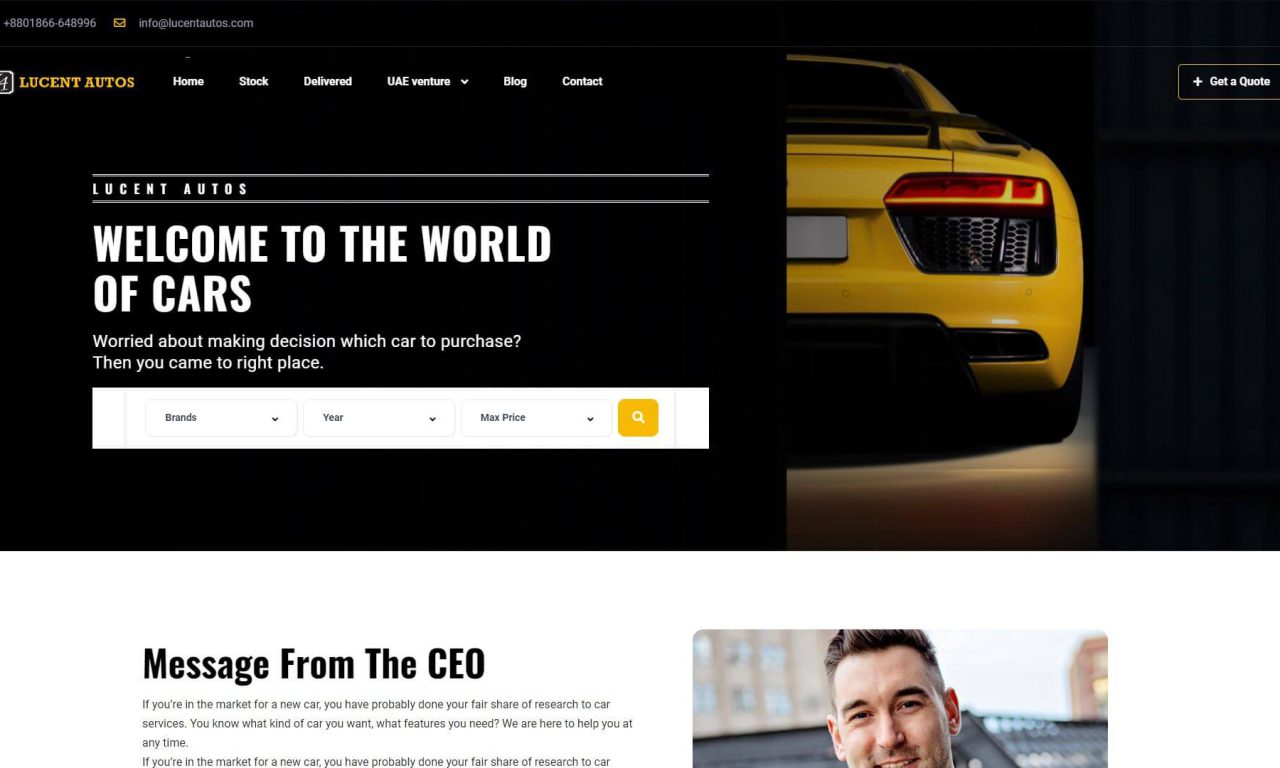 +8801866-648996 info@lucentautos.com
LUCENT AUTOS Home Stock Delivered UAE venture Blog Contact Get a Quote
LUCENT AUTOS
WELCOME TO THE WORLD
OF CARS
Worried about making decision which car to purchase?
Then you came to right place.
Brands Year Max Price
Message From The CEO
If you're in the market for a new car, you have probably done your fair share of research to car
services. You know what kind of car you want, what features you need? We are here to help you at
any time.
If you're in the market for a new car, you have probably done your fair share of research to car